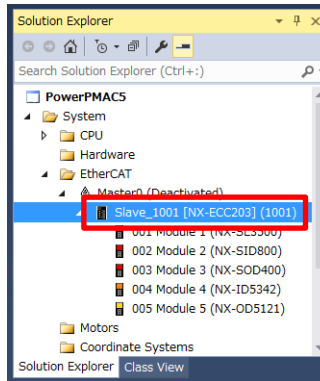 Solution Explorer
Search Solution Explorer (Ctrl+:)
PowerPMAC5
System
CPU
Hardware
EtherCAT
Master0 (Deactivated)
Slave_1001 [NX-ECC203] (1001)
001 Module 1 (NX-SL3500)
002 Module 2 (NX-SID800)
003 Module 3 (NX-SOD400)
004 Module 4 (NX-ID5342)
005 Module 5 (NX-OD5121)
Motors
Coordinate Systems
Solution Explorer Class View